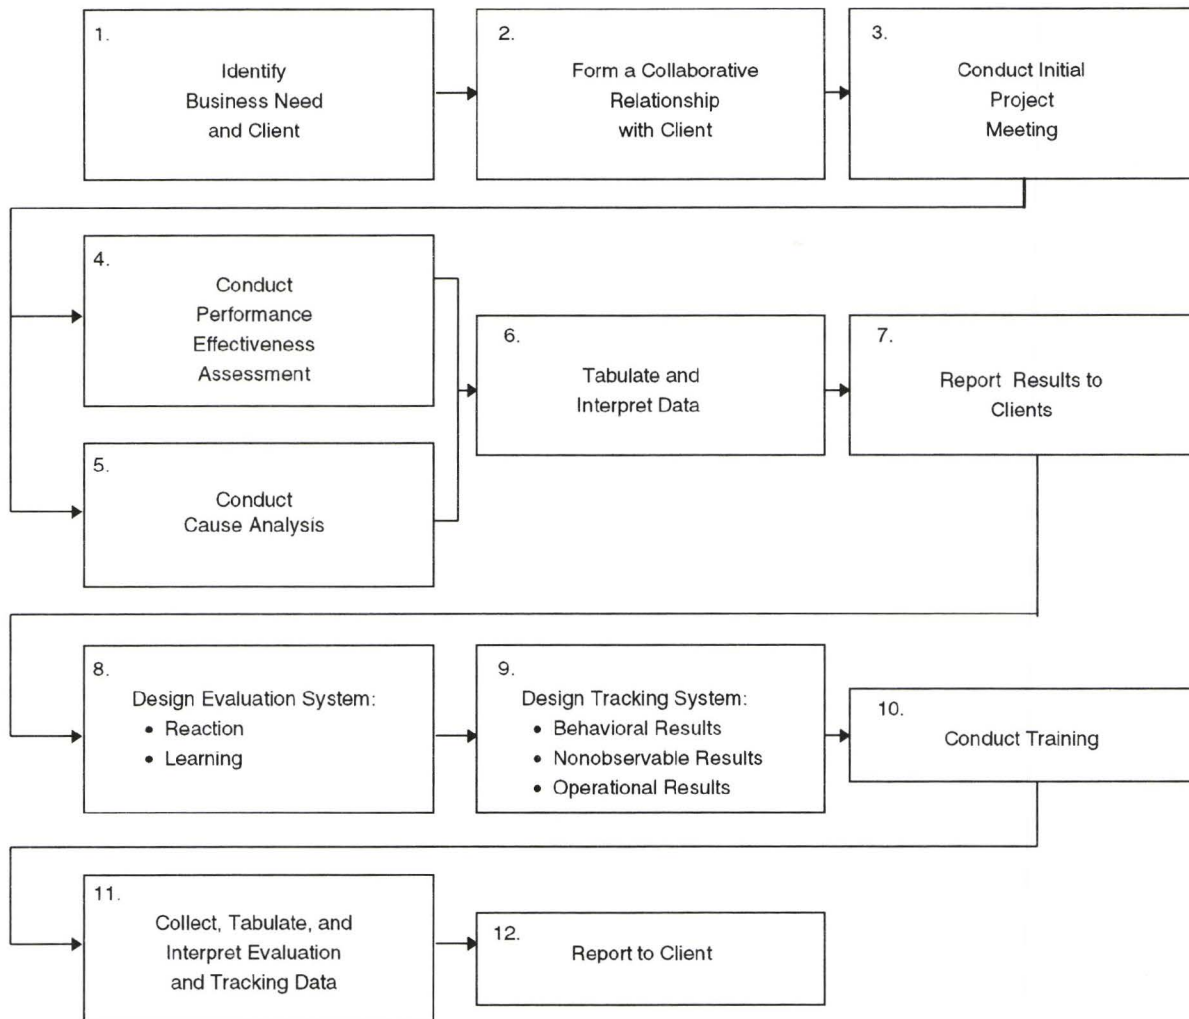 1.
Identify
Business Need
and Client
2.
Form a Collaborative
Relationship
with Client
3.
Conduct Initial
Project
Meeting
4.
Conduct
Performance
Effectiveness
Assessment
5.
Conduct
Cause Analysis
6.
Tabulate and
Interpret Data
7.
Report Results to
Clients
8.
Design Evaluation System:
• Reaction
• Learning
9.
Design Tracking System:
• Behavioral Results
• Nonobservable Results
• Operational Results
10.
Conduct Training
11.
Collect, Tabulate, and
Interpret Evaluation
and Tracking Data
12.
Report to Client